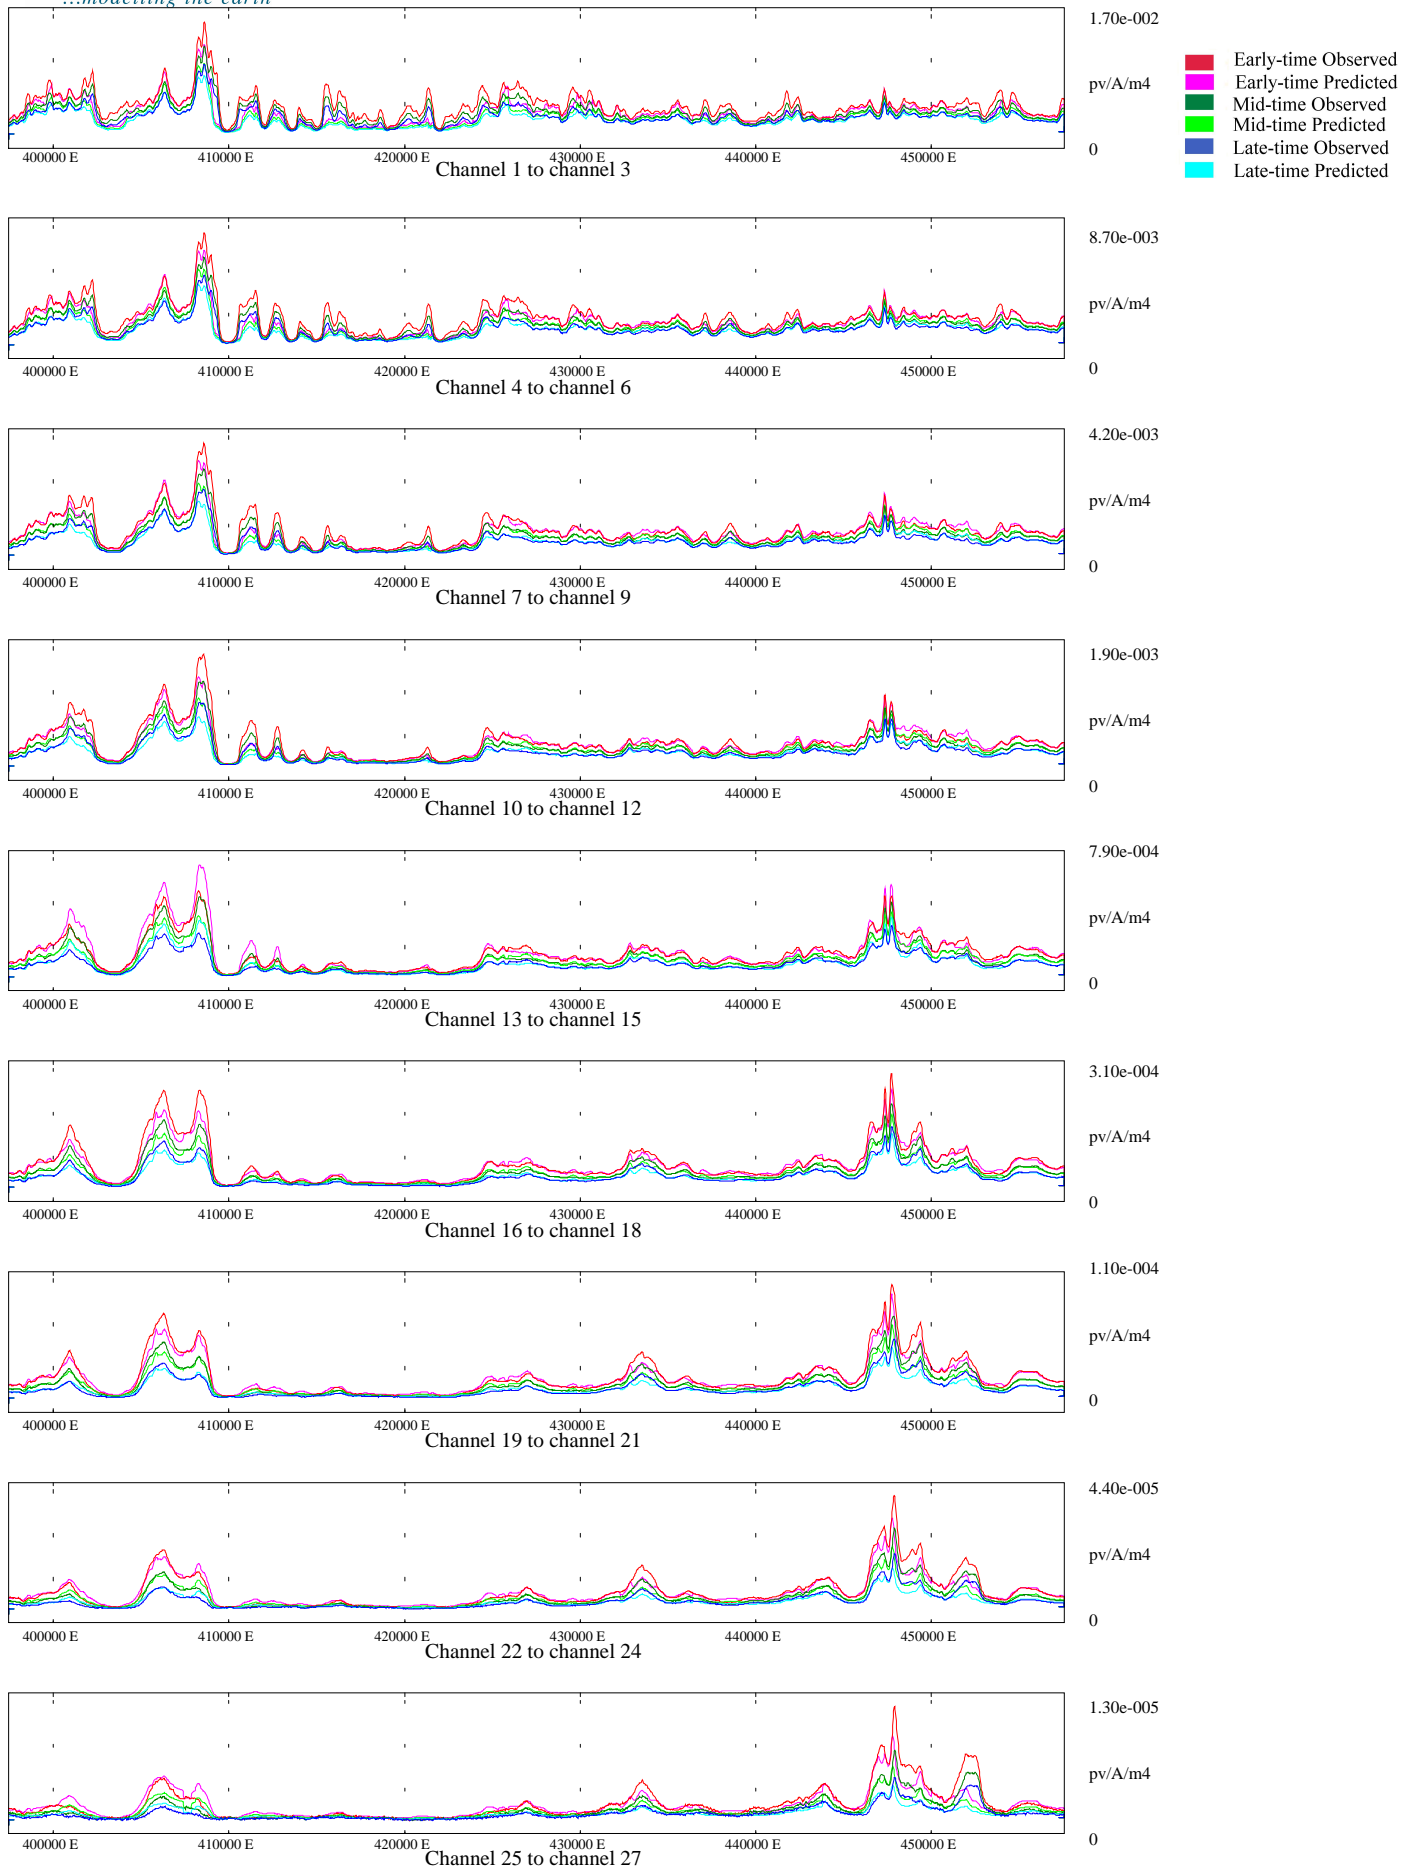 ...modelling the earth
1.70e-002
pv/A/m4
0
Early-time Observed
Early-time Predicted
Mid-time Observed
Mid-time Predicted
Late-time Observed
Late-time Predicted
400000 E 410000 E 420000 E 430000 E 440000 E 450000 E
Channel 1 to channel 3
8.70e-003
pv/A/m4
0
400000 E 410000 E 420000 E 430000 E 440000 E 450000 E
Channel 4 to channel 6
4.20e-003
pv/A/m4
0
400000 E 410000 E 420000 E 430000 E 440000 E 450000 E
Channel 7 to channel 9
1.90e-003
pv/A/m4
0
400000 E 410000 E 420000 E 430000 E 440000 E 450000 E
Channel 10 to channel 12
7.90e-004
pv/A/m4
0
400000 E 410000 E 420000 E 430000 E 440000 E 450000 E
Channel 13 to channel 15
3.10e-004
pv/A/m4
0
400000 E 410000 E 420000 E 430000 E 440000 E 450000 E
Channel 16 to channel 18
1.10e-004
pv/A/m4
0
400000 E 410000 E 420000 E 430000 E 440000 E 450000 E
Channel 19 to channel 21
4.40e-005
pv/A/m4
0
400000 E 410000 E 420000 E 430000 E 440000 E 450000 E
Channel 22 to channel 24
1.30e-005
pv/A/m4
0
400000 E 410000 E 420000 E 430000 E 440000 E 450000 E
Channel 25 to channel 27